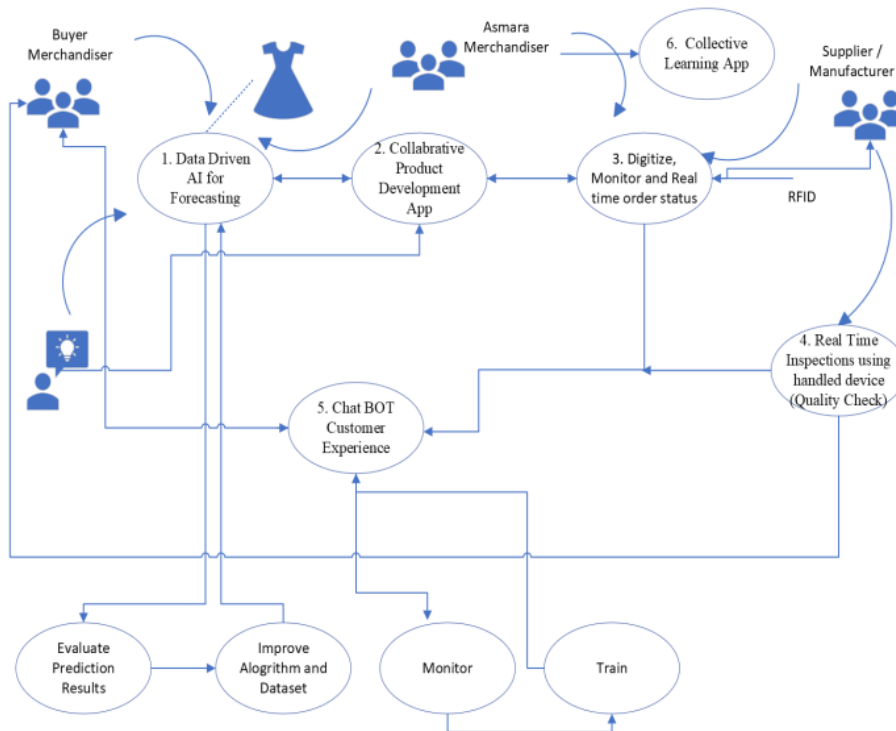 Buyer
Merchandiser
Asmara
Merchandiser
6. Collective
Learning App
Supplier /
Manufacturer
1. Data Driven
AI for
Forecasting
2. Collabrative
Product
Development
App
3. Digitize,
Monitor and Real
time order status
RFID
4. Real Time
Inspections using
handled device
(Quality Check)
5. Chat BOT
Customer
Experience
Evaluate
Prediction
Results
Improve
Alogrithm and
Dataset
Monitor
Train